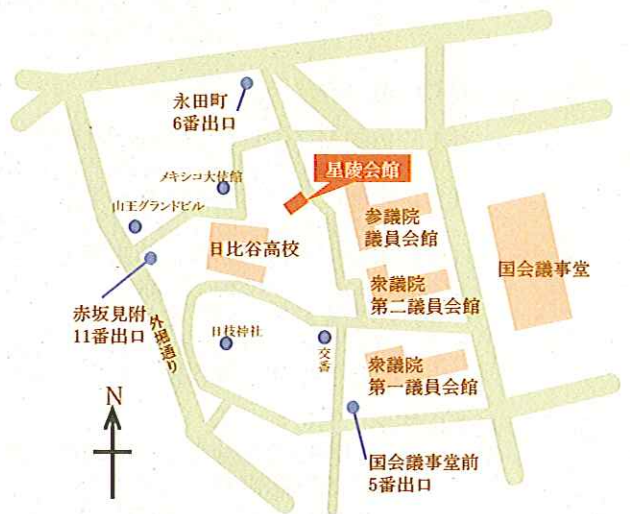 永田町
6番出口
星陵会館
メキシコ大使館
山王グランドビル
参議院
議員会館
日比谷高校
国会議事堂
衆議院
第二議員会館
赤坂見附
11番出口
外堀通り
日枝神社
交番
衆議院
第一議員会館
N
国会議事堂前
5番出口